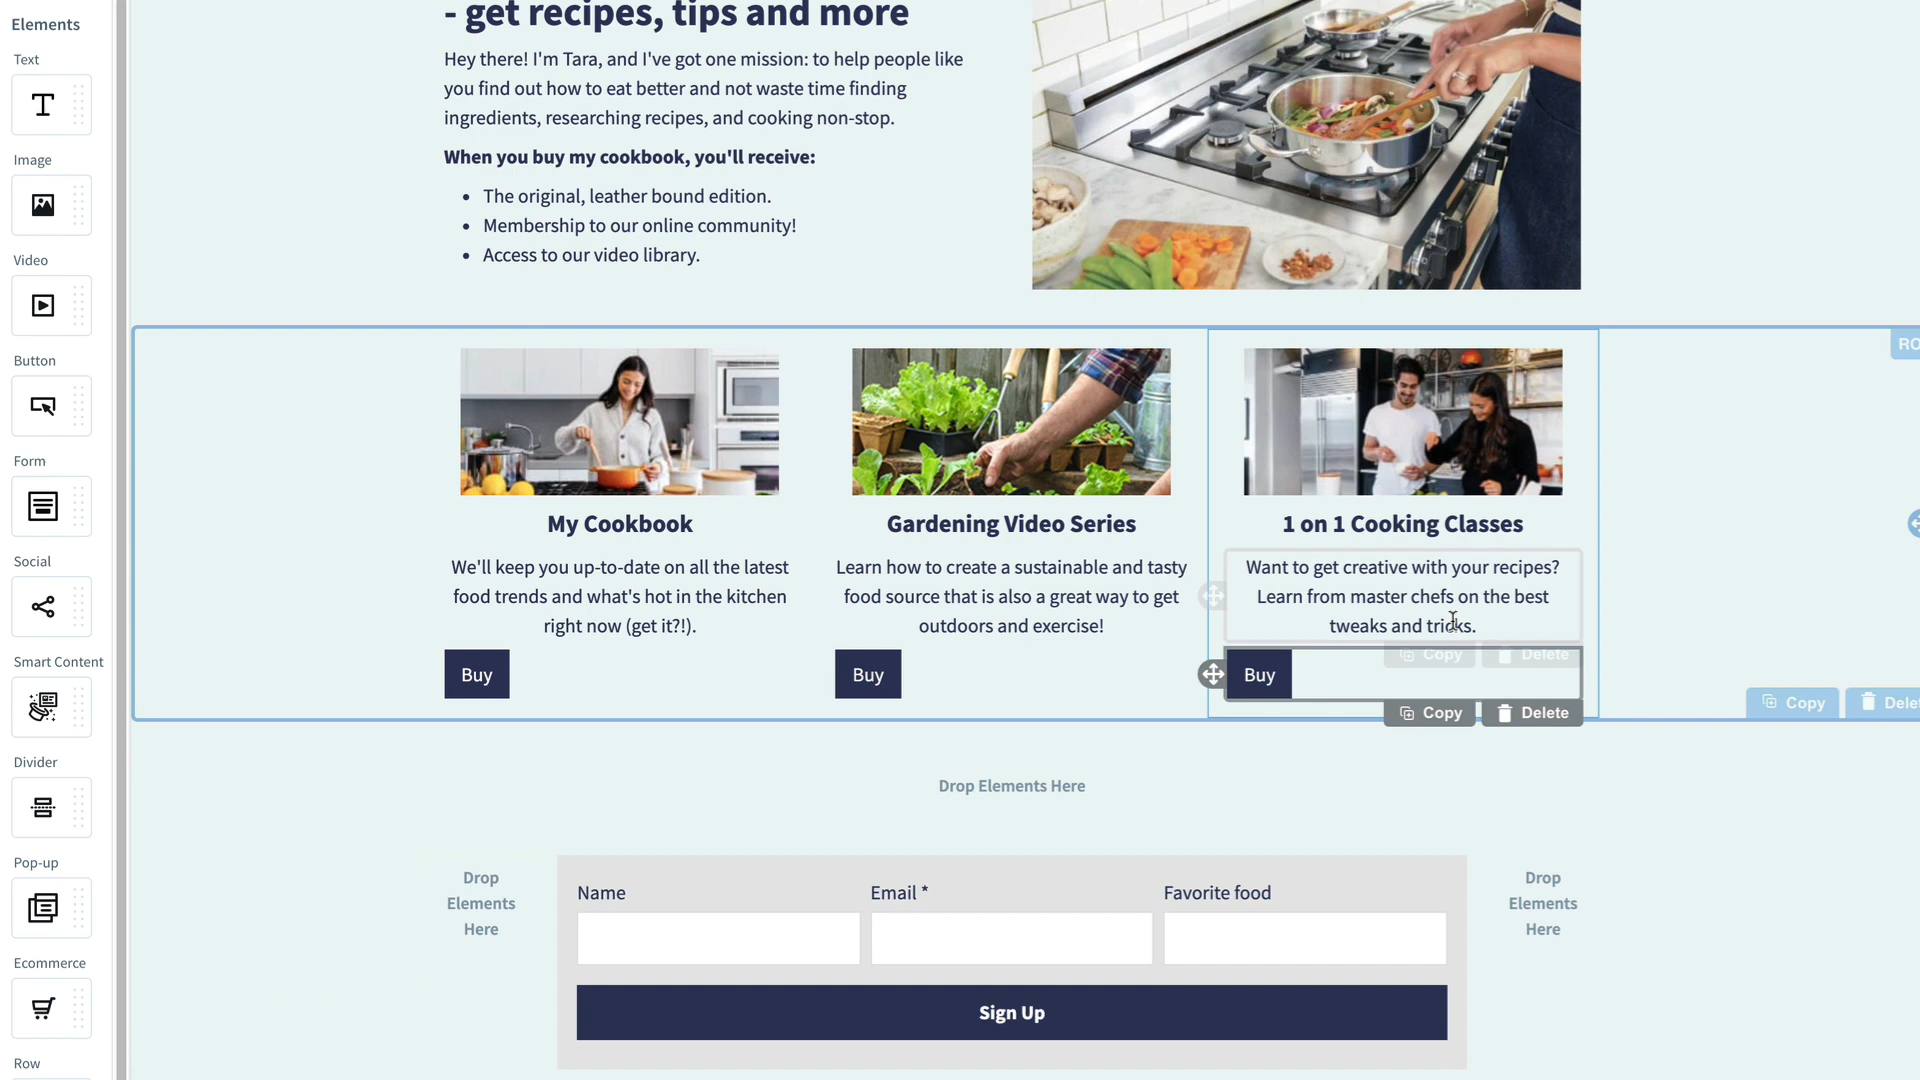 Elements
Text
Image
Video
Button
Form
Social
Smart Content
Divider
Pop-up
Ecommerce
Row
- get recipes, tips and more
Hey there! I'm Tara, and I've got one mission: to help people like
you find out how to eat better and not waste time finding
ingredients, researching recipes, and cooking non-stop.
When you buy my cookbook, you'll receive:
• The original, leather bound edition.
• Membership to our online community!
• Access to our video library.
RO
My Cookbook
We'll keep you up-to-date on all the latest
food trends and what's hot in the kitchen
right now (get it?!).
Buy
Gardening Video Series
Learn how to create a sustainable and tasty
food source that is also a great way to get
outdoors and exercise!
Buy
1 on 1 Cooking Classes
Want to get creative with your recipes?
Learn from master chefs on the best
tweaks and tricks.
Copy Delete
Buy
Copy Delete
Copy Delet
Drop Elements Here
Drop
Elements
Here
Name Email * Favorite food
Sign Up
Drop
Elements
Here